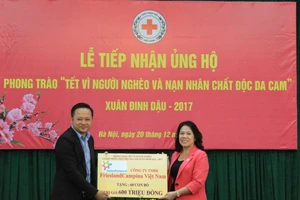 LỄ TIẾP NHẬN ỦNG HỘ
PHONG TRÀO "TẾT VÌ NGƯỜI NGHÈO VÀ NẠN NHÂN CHẤT ĐỘC DA CAM"
XUÂN ĐINH DẬU - 2017
Hà Nội, ngày 20 tháng 12
CÔNG TY TNHH
FrieslandCampina Việt Nam
600 TRIỆU ĐỒNG